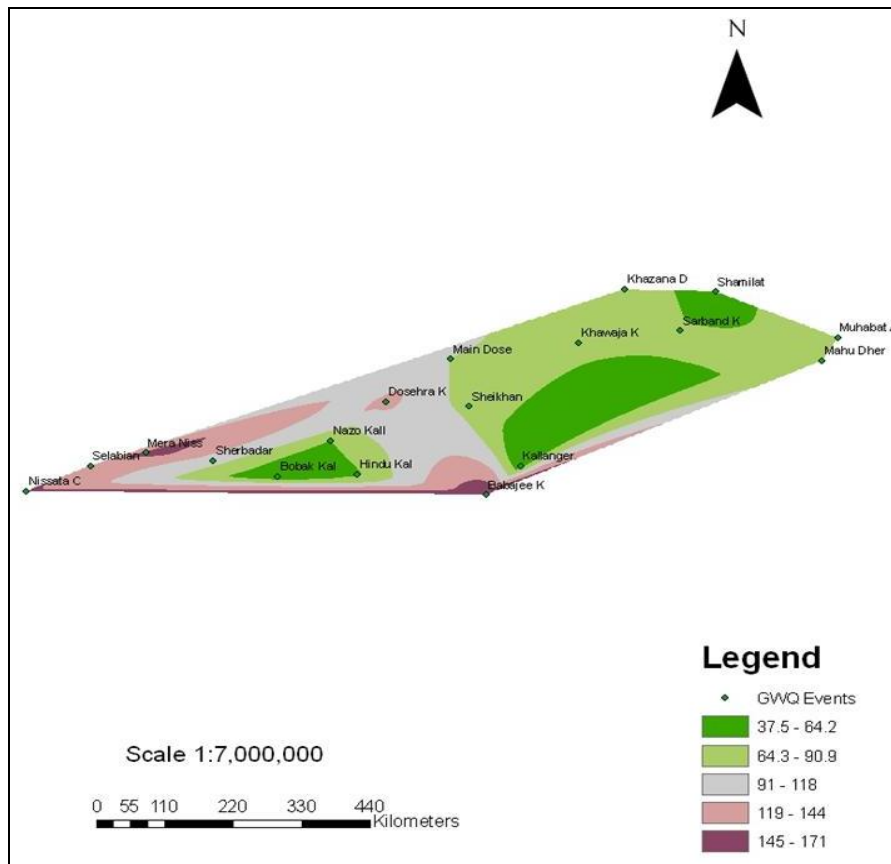 N
Khazana D
Shamilat
Sarband K
Muhabat
Khawaja K
Mahu Dher
Main Dose
Dosehra K
Sheikhan
Nazo Kall
Mera Niss
Selabian
Sherbadar
Kallanger
Bobak Kal
Hindu Kal
Nissata C
Babajee K
Legend
GWQ Events
37.5 - 64.2
64.3 - 90.9
91 - 118
119 - 144
145 - 171
Scale 1:7,000,000
0 55 110 220 330 440
Kilometers